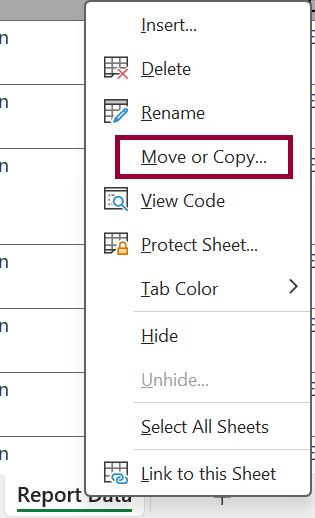 Insert...
Delete
Rename
Move or Copy...
View Code
Protect Sheet...
Tab Color
Hide
Unhide...
Select All Sheets
Link to this Sheet
Report Data